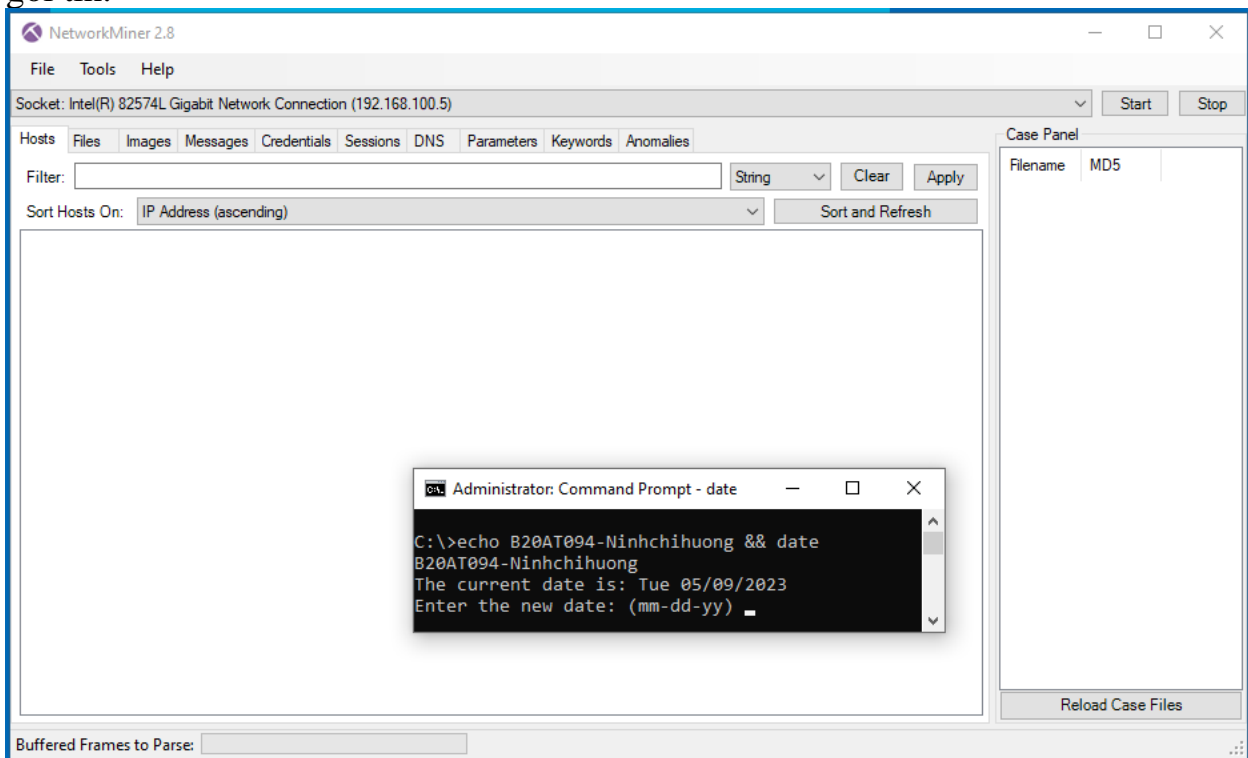 gói tin.
NetworkMiner 2.8
File Tools Help
Socket: Intel(R) 82574L Gigabit Network Connection (192.168.100.5)
Start Stop
Hosts Files Images Messages Credentials Sessions DNS Parameters Keywords Anomalies
Filter: String Clear Apply
Sort Hosts On: IP Address (ascending) Sort and Refresh
Case Panel
Filename MD5
Administrator: Command Prompt - date
C:\>echo B20AT094-Ninhchihuong && date
B20AT094-Ninhchihuong
The current date is: Tue 05/09/2023
Enter the new date: (mm-dd-yy)
Reload Case Files
Buffered Frames to Parse: